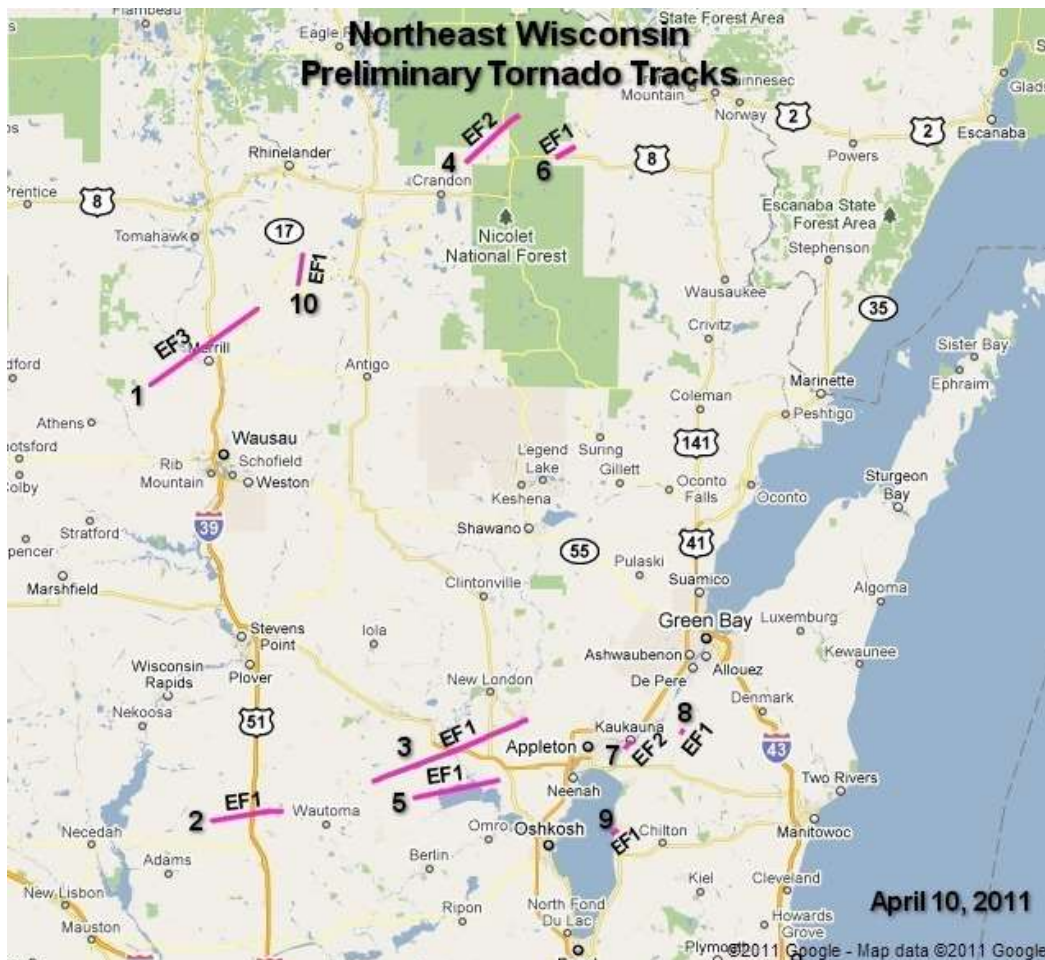 Flambeau
Eagle
State Forest Area
Northeast Wisconsin
Preliminary Tornado Tracks
Mountain
Norway
2
Escanaba
2
Powers
EF2
4
EF1
6
8
Rhinelander
Crandon
Prentice
8
Tomahawk
17
Nicolet
National Forest
Escanaba State
Forest Area
Stephenson
EF1
10
Wausaukee
35
EF3
Merrill
1
Antigo
Crivitz
Sister Bay
Ephraim
Marinette
Peshtigo
Coleman
Athens
Wausau
Rib
Mountain
Schofield
Weston
141
Legend
Lake
Suring
Gillett
Keshena
Oconto
Falls
Oconto
Sturgeon
Bay
Stratford
39
Shawano
55
41
Pulaski
Suamico
Marshfield
Clintonville
Algoma
Green Bay
Luxemburg
Stevens
Point
Iola
Ashwaubenon
Allouez
De Pere
Kewaunee
Wisconsin
Rapids
Plover
New London
Denmark
Nekoosa
51
3
EF1
Appleton
Kaukauna
7
EF2
8
EF1
43
5
EF1
Neenah
Two Rivers
2
EF1
Wautoma
Omro
Oshkosh
9
EF1
Chilton
Manitowoc
Necedah
Adams
Berlin
Kiel
Cleveland
New Lisbon
Mauston
Ripon
North Fond
Du Lac
Howards
Grove
April 10, 2011
©2011 Google - Map data ©2011 Google